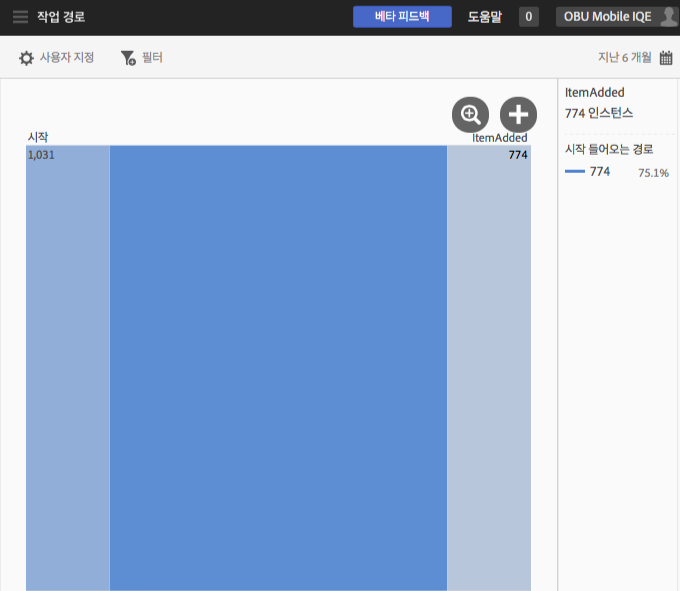 작업 경로
베타 피드백
도움말
0
OBU Mobile IQE
사용자 지정
필터
지난 6 개월
시작
ItemAdded
1,031
774
ItemAdded
774 인스턴스
시작 들어오는 경로
774
75.1%